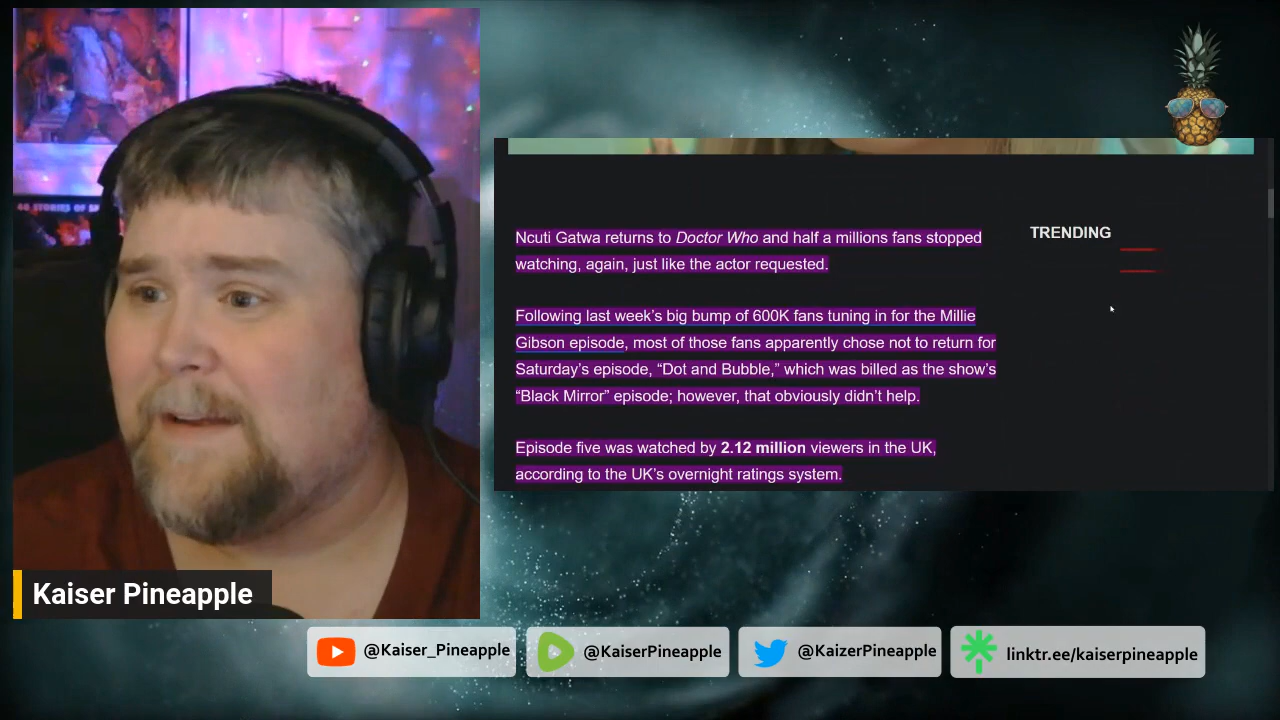 40 STORIES OF
Ncuti Gatwa returns to Doctor Who and half a millions fans stopped
watching, again, just like the actor requested.
TRENDING
Following last week's big bump of 600K fans tuning in for the Millie
Gibson episode, most of those fans apparently chose not to return for
Saturday's episode, “Dot and Bubble,” which was billed as the show's
“Black Mirror” episode; however, that obviously didn't help.
Episode five was watched by 2.12 million viewers in the UK,
according to the UK's overnight ratings system.
Kaiser Pineapple
@Kaiser_Pineapple
@KaiserPineapple
@KaizerPineapple
linktr.ee/kaiserpineapple